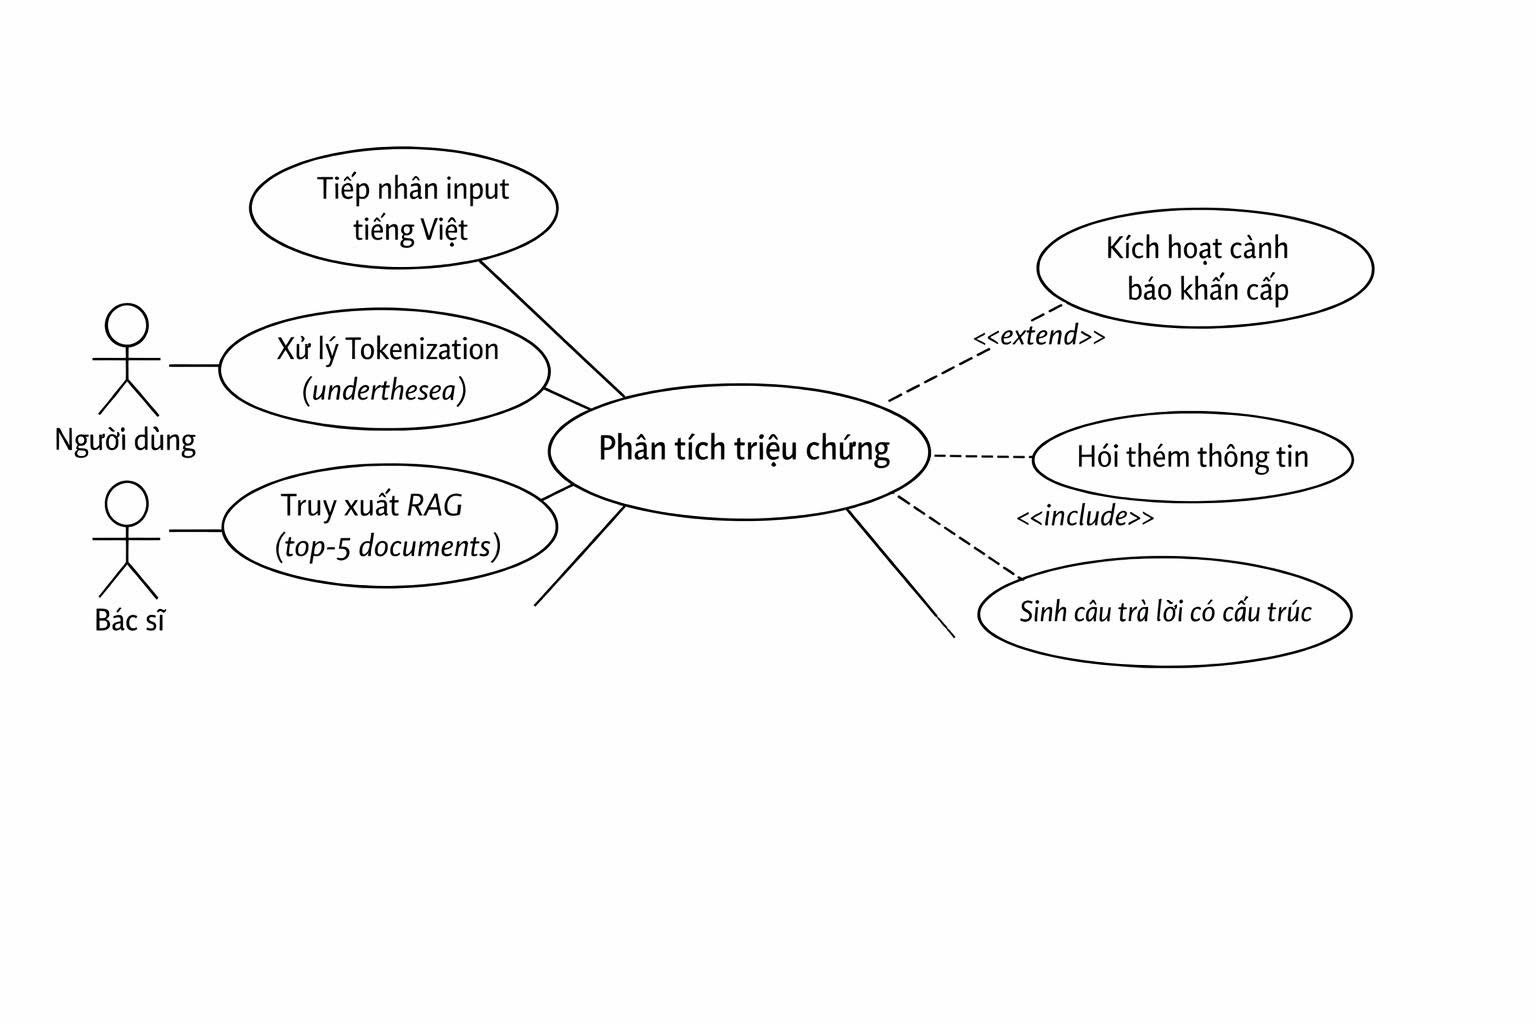 Tiếp nhân input
tiếng Việt
Xử lý Tokenization
(underthesea)
Người dùng
Truy xuất RAG
(top-5 documents)
Bác sĩ
Phân tích triệu chứng
Kích hoạt cành
báo khẩn cấp
<<extend>>
Hói thém thông tin
<<include>>
Sinh câu trà lời có cấu trúc